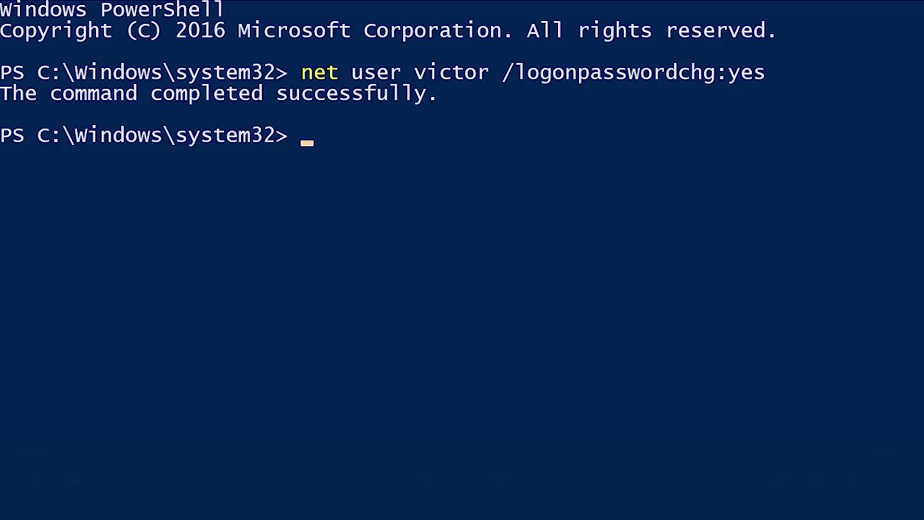 Windows PowerShell
Copyright (C) 2016 Microsoft Corporation. All rights reserved.
PS C:\Windows\system32> net user victor /logonpasswordchg:yes
The command completed successfully.
PS C:\Windows\system32> _